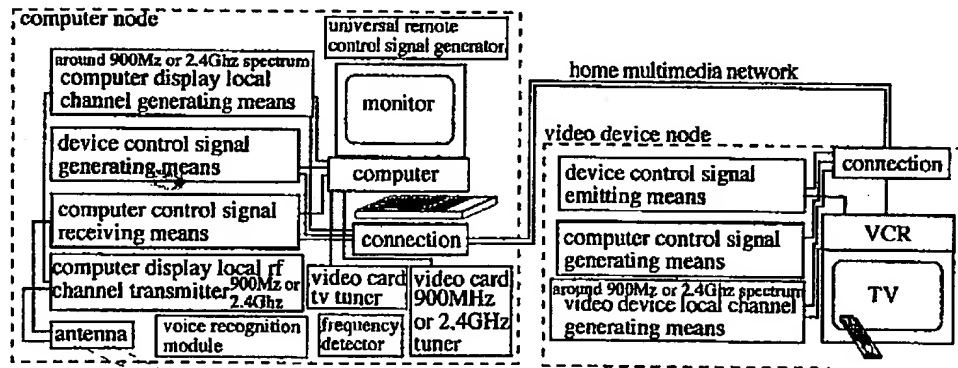 computer node
universal remote
control signal generator
around 900Mz or 2.4Ghz spectrum
computer display local
channel generating means
monitor
home multimedia network
device control signal
generating means
computer
computer control signal
receiving means
connection
computer display local rf
channel transmitter 900Mz or
2.4Ghz
video card
tv tuner
video card
900MHz
or 2,4GHz
tuner
antenna
voice recognition
module
frequency
detector
video device node
connection
device control signal
emitting means
VCR
computer control signal
generating means
TV
around 900Mz or 2.4Ghz spectrum
video device local channel
generating means